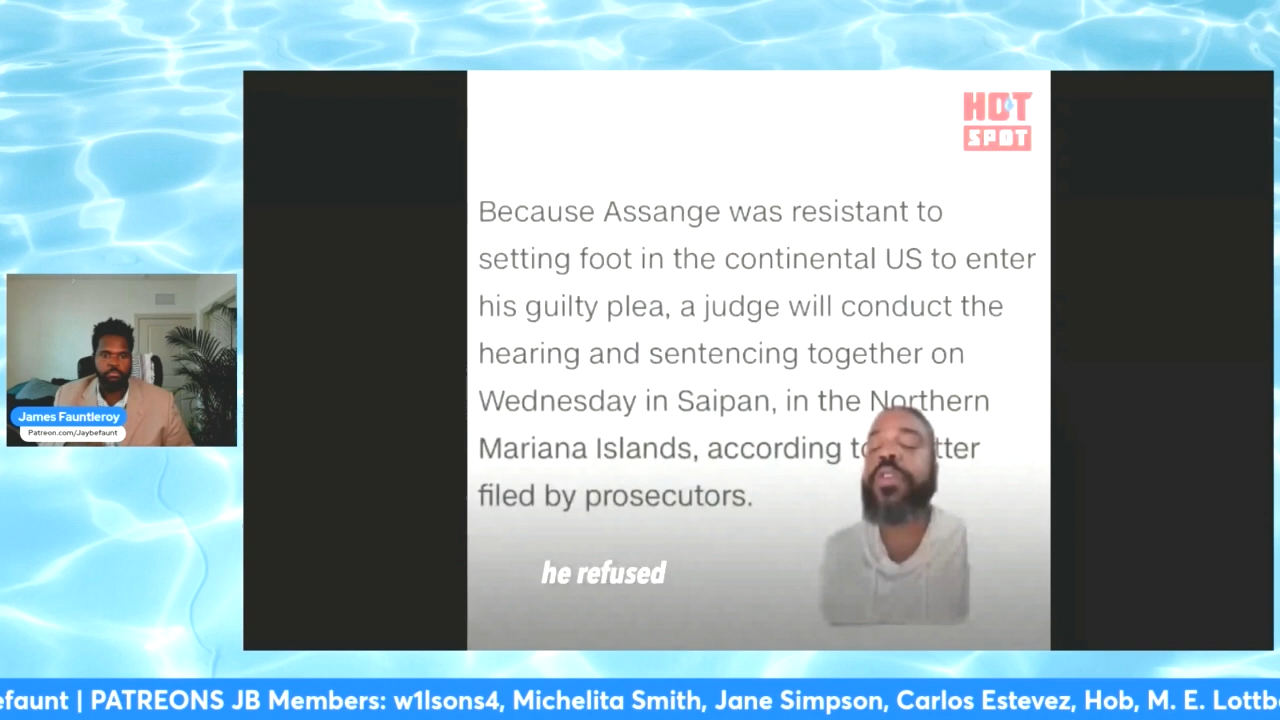 HOT
SPOT
Because Assange was resistant to
setting foot in the continental US to enter
his guilty plea, a judge will conduct the
hearing and sentencing together on
Wednesday in Saipan, in the Northern
Mariana Islands, according
filed by prosecutors.
he refused
James Fauntleroy
Patreon.com/Jaybefaunt
efaunt | PATREONS JB Members: w1lsons4, Michelita Smith, Jane Simpson, Carlos Estevez, Hob, M. E. Lottb